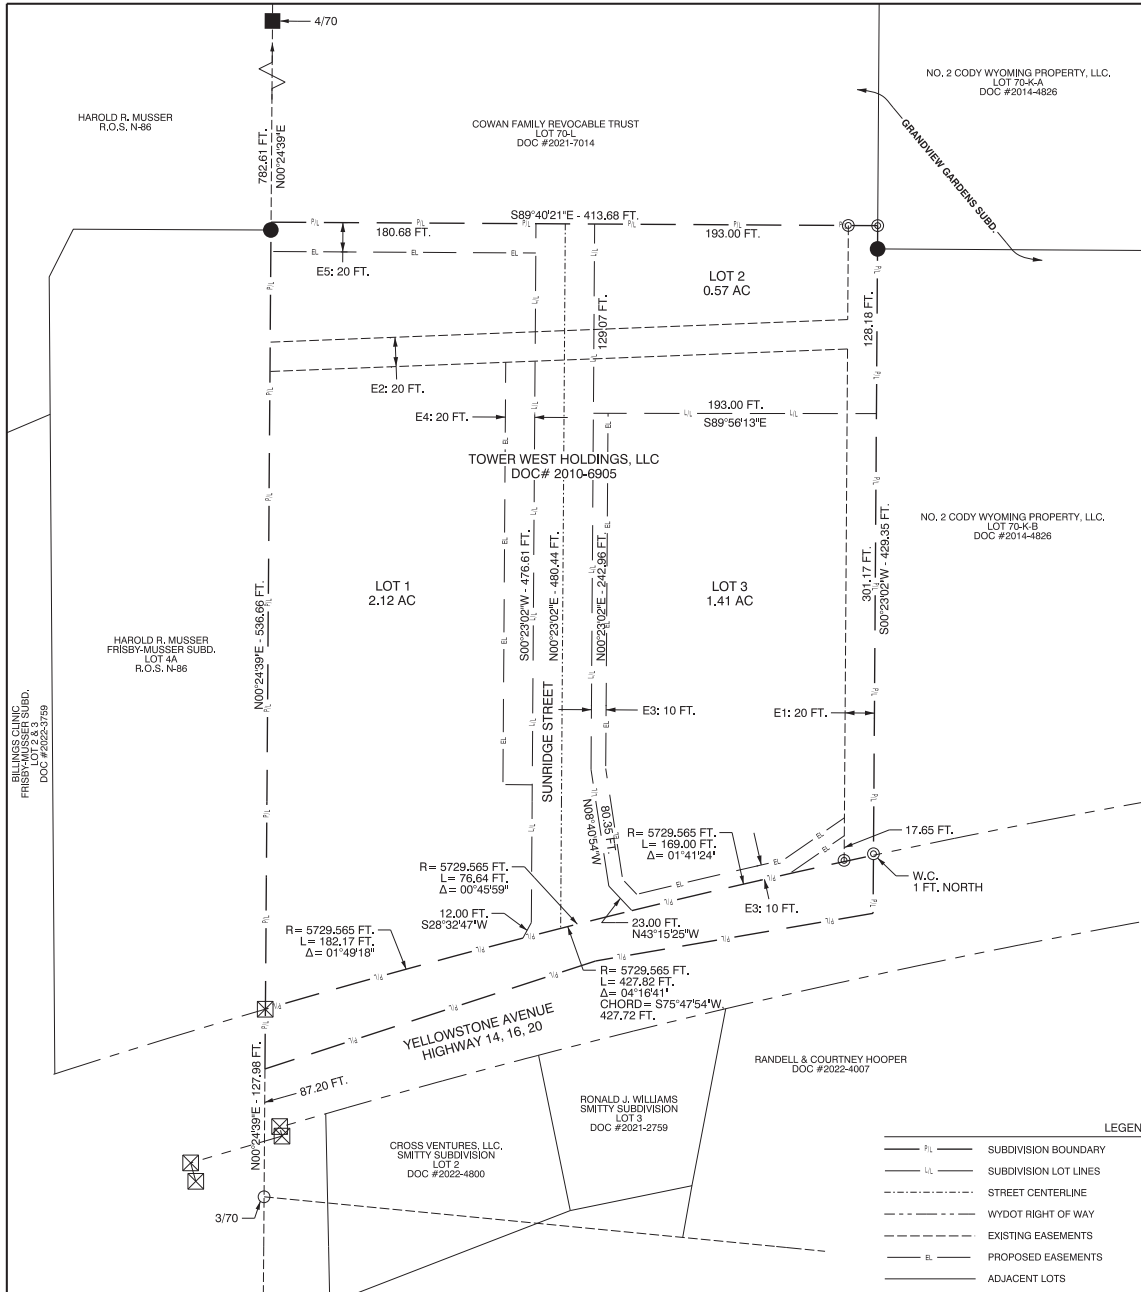 4/70
HAROLD R. MUSSER
R.O.S. N-86
782.61 FT.
N00°24'39"E
COWAN FAMILY REVOCABLE TRUST
LOT 70-L
DOC #2021-7014
NO. 2 CODY WYOMING PROPERTY, LLC.
LOT 70-K-A
DOC #2014-4826
GRANDVIEW GARDENS SUBD.
S89°40'21"E - 413.68 FT.
180.68 FT.
193.00 FT.
E5: 20 FT.
LOT 2
0.57 AC
129.07 FT.
128.18 FT.
E2: 20 FT.
E4: 20 FT.
193.00 FT.
S89°56'13"E
TOWER WEST HOLDINGS, LLC
DOC# 2010-6905
NO. 2 CODY WYOMING PROPERTY, LLC.
LOT 70-K-B
DOC #2014-4826
LOT 1
2.12 AC
LOT 3
1.41 AC
N00°24'39"E - 536.66 FT.
S00°23'02"W - 476.61 FT.
N00°23'02"E - 480.44 FT.
N00°23'02"E - 242.96 FT.
301.17 FT.
S00°23'02"W - 429.35 FT.
HAROLD R. MUSSER
FRISBY-MUSSER SUBD.
LOT 4A
R.O.S. N-86
BILLINGS CLINIC
FRISBY-MUSSER SUBD.
LOT 2 & 3
DOC #2022-3759
SUNRIDGE STREET
E3: 10 FT.
E1: 20 FT.
80.35 FT.
N08°40'54"W
R= 5729.565 FT.
L= 169.00 FT.
Δ= 01°41'24"
17.65 FT.
W.C.
1 FT. NORTH
R= 5729.565 FT.
L= 76.64 FT.
Δ= 00°45'59"
12.00 FT.
S28°32'47"W
E3: 10 FT.
23.00 FT.
N43°15'25"W
R= 5729.565 FT.
L= 182.17 FT.
Δ= 01°49'18"
R= 5729.565 FT.
L= 427.82 FT.
Δ= 04°16'41"
CHORD= S75°47'54"W,
427.72 FT.
YELLOWSTONE AVENUE
HIGHWAY 14, 16, 20
N00°24'39"E - 127.98 FT.
87.20 FT.
RANDELL & COURTNEY HOOPER
DOC #2022-4007
RONALD J. WILLIAMS
SMITTY SUBDIVISION
LOT 3
DOC #2021-2759
CROSS VENTURES, LLC,
SMITTY SUBDIVISION
LOT 2
DOC #2022-4800
3/70
LEGEN
P/L SUBDIVISION BOUNDARY
L/L SUBDIVISION LOT LINES
STREET CENTERLINE
WYDOT RIGHT OF WAY
EXISTING EASEMENTS
EL PROPOSED EASEMENTS
ADJACENT LOTS